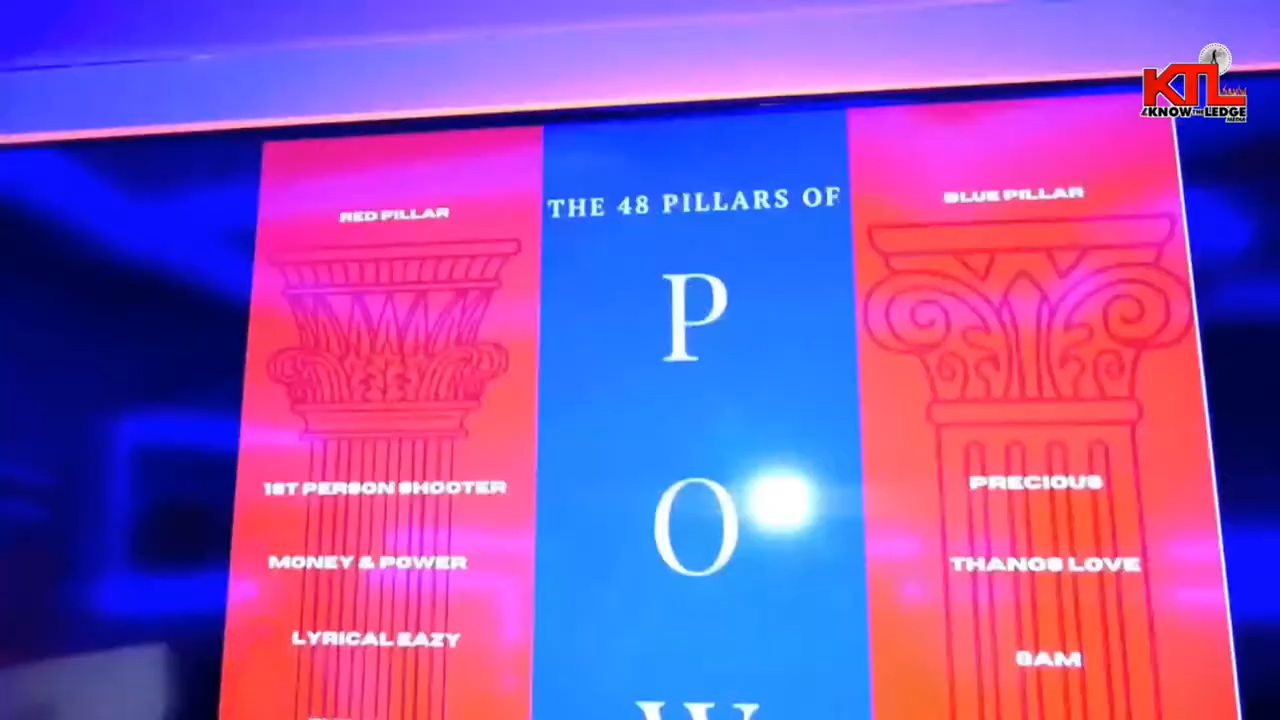 KTL
KNOW THE LEDGE
MEDIA
RED PILLAR
1ST PERSON SHOOTER
MONEY & POWER
LYRICAL EAZY
THE 48 PILLARS OF
P
O
W
BLUE PILLAR
PRECIOUS
THANOS LOVE